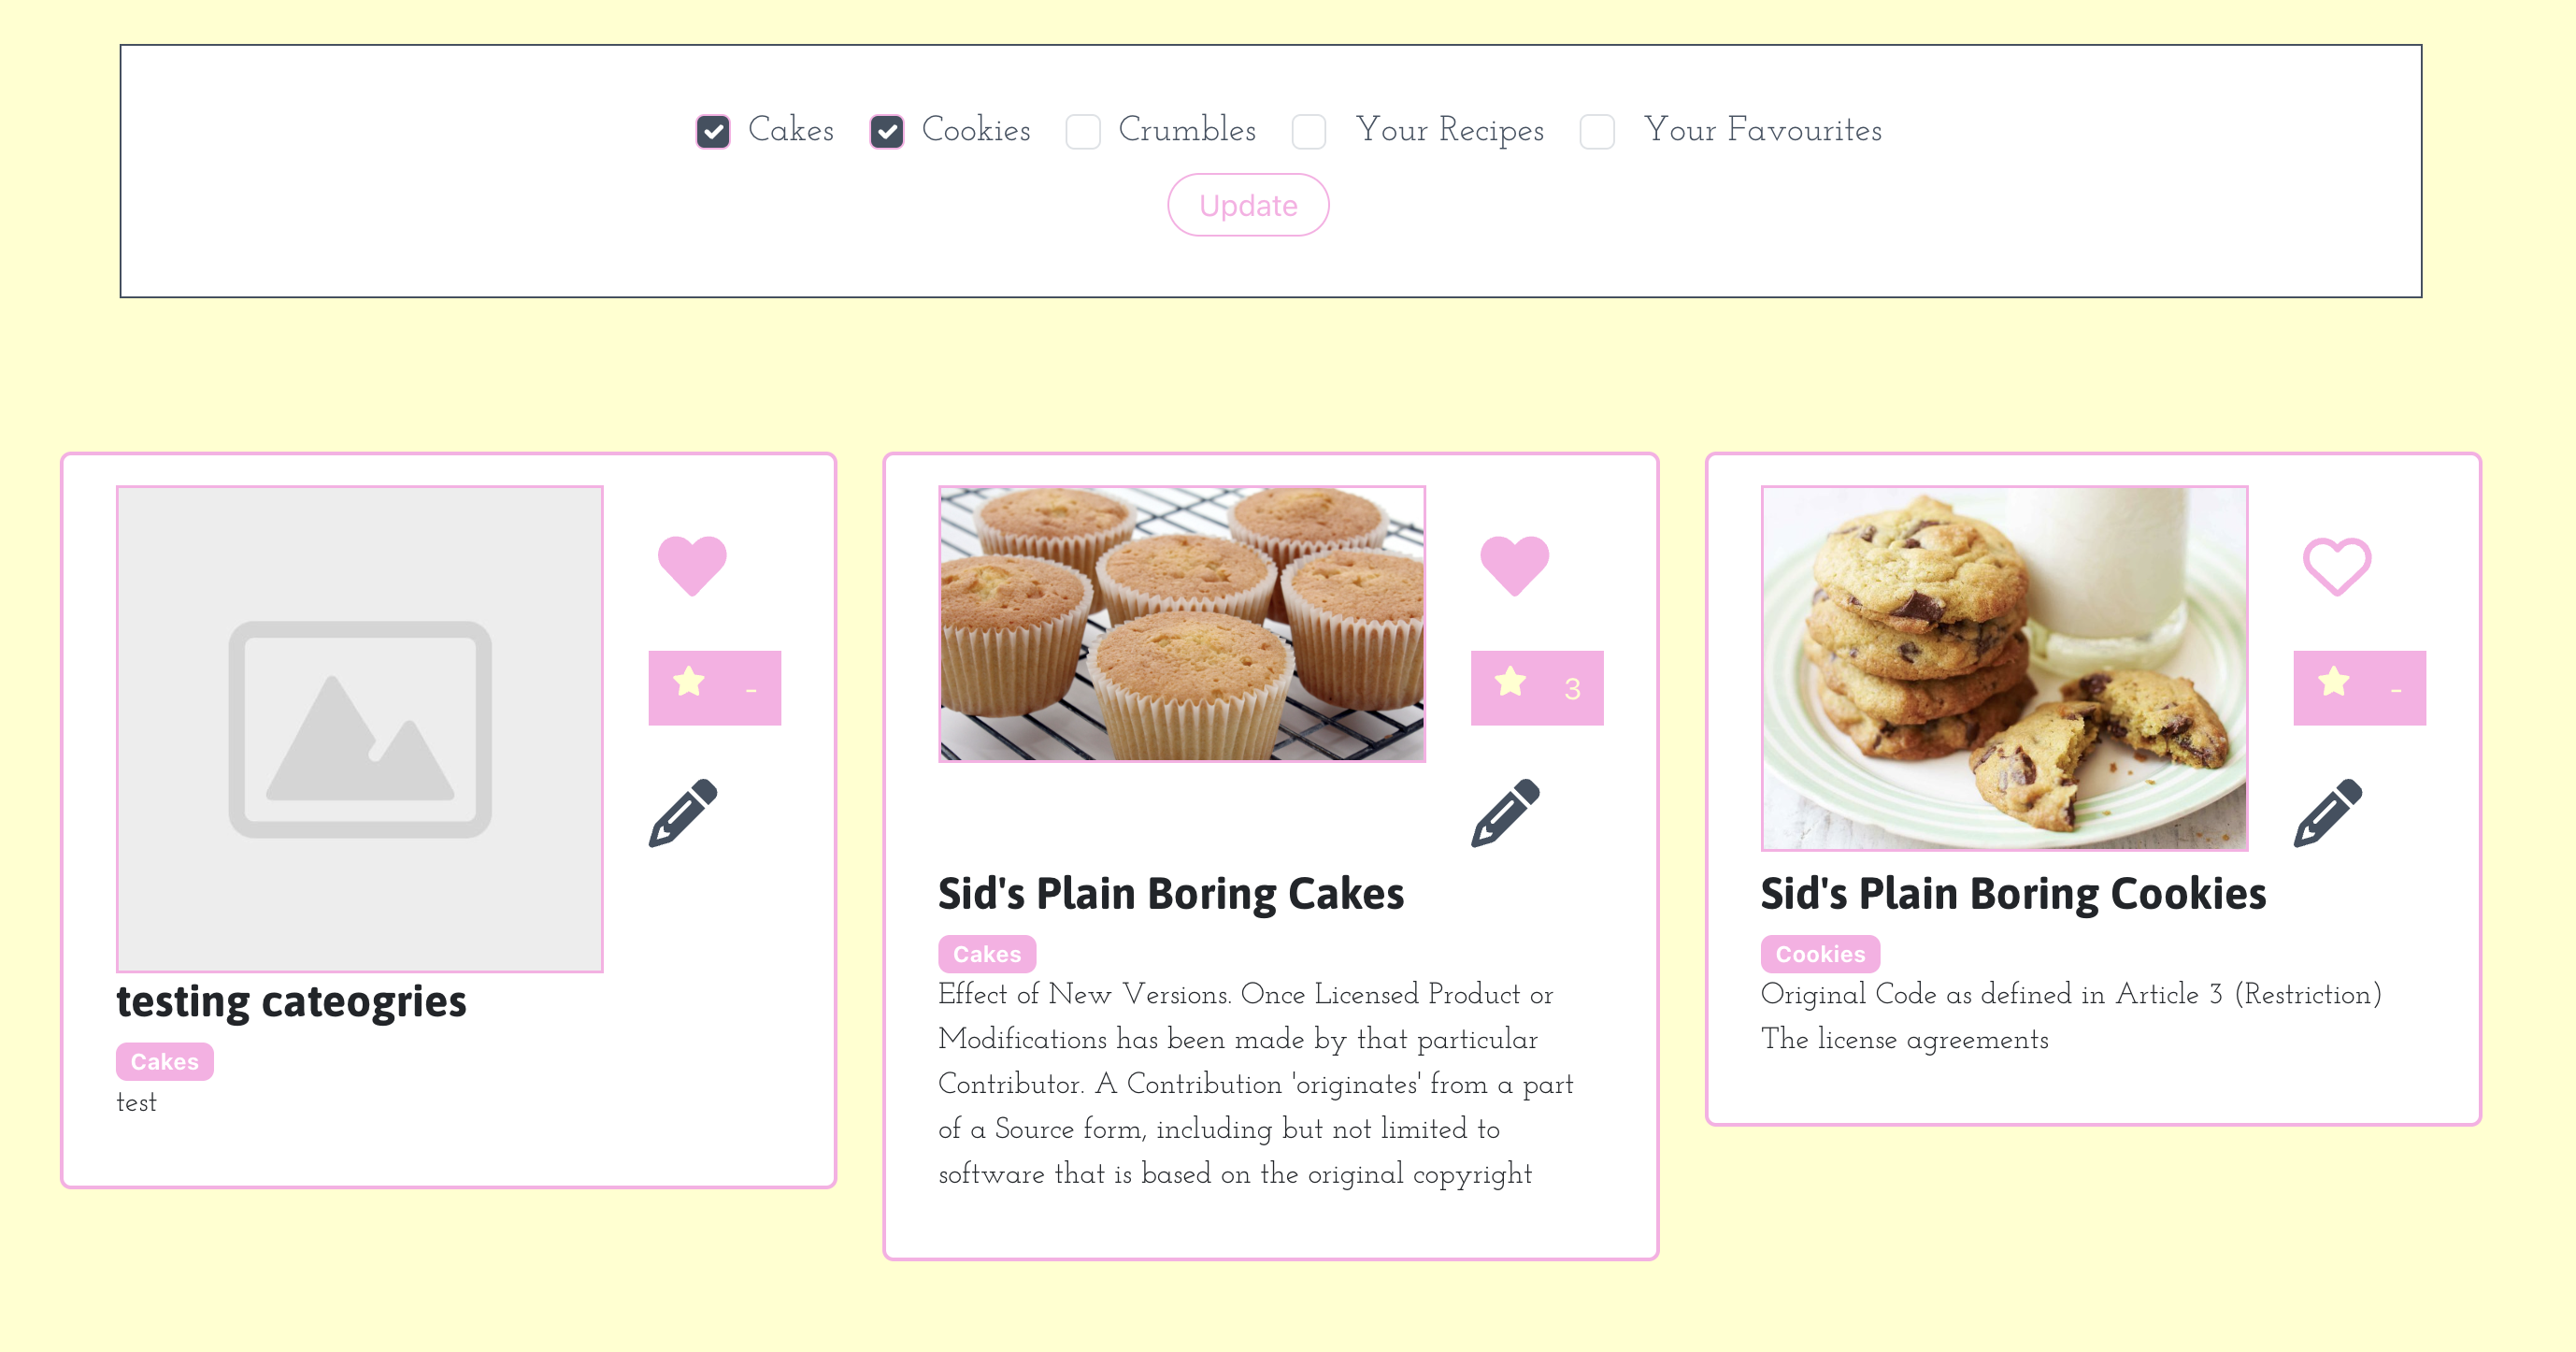 Cakes Cookies Crumbles Your Recipes Your Favourites
Update
-
testing cateogries
Cakes
test
3
Sid's Plain Boring Cakes
Cakes
Effect of New Versions. Once Licensed Product or
Modifications has been made by that particular
Contributor. A Contribution 'originates' from a part
of a Source form, including but not limited to
software that is based on the original copyright
-
Sid's Plain Boring Cookies
Cookies
Original Code as defined in Article 3 (Restriction)
The license agreements